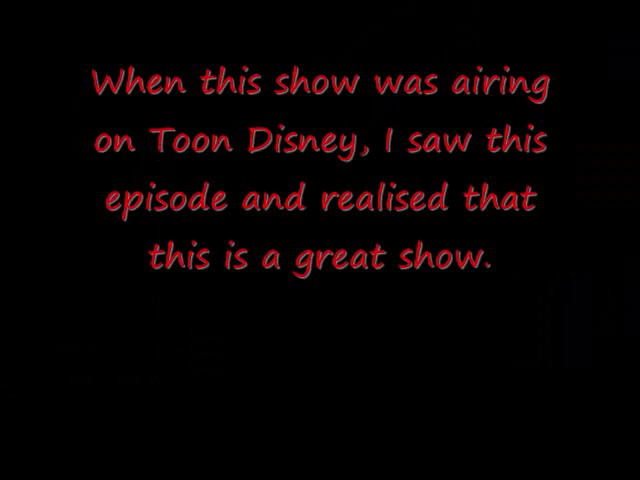 When this show was airing
on Toon Disney, I saw this
episode and realised that
this is a great show.